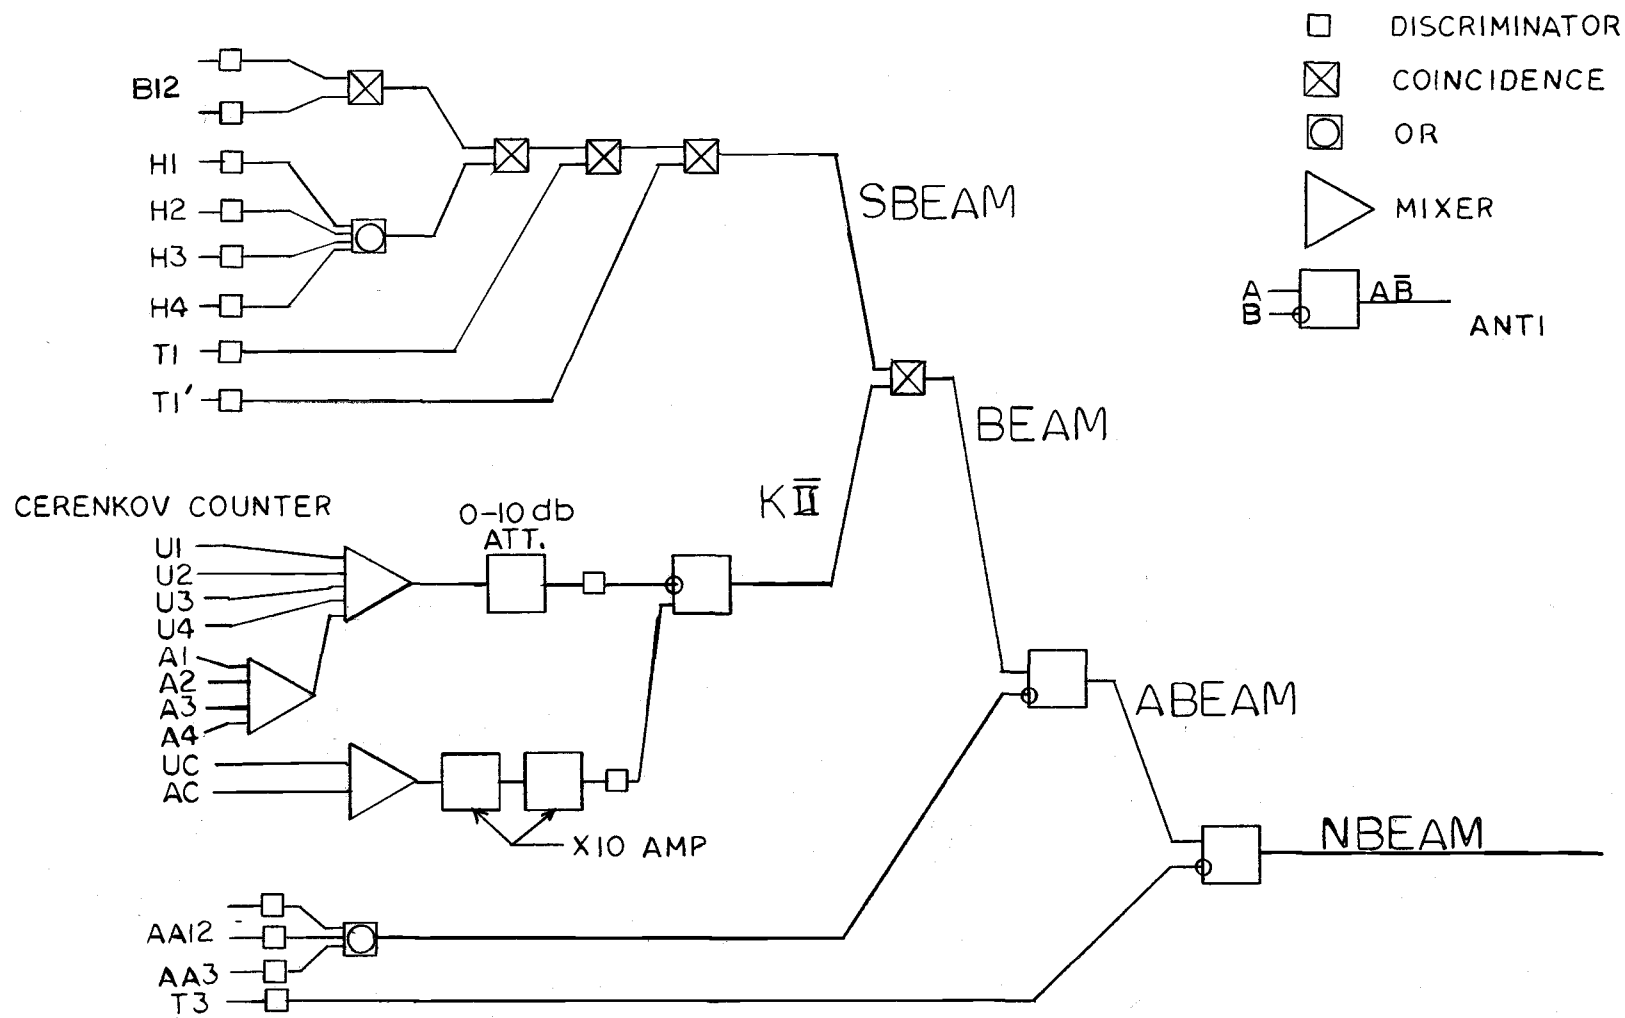 B12
H1
H2
H3
H4
T1
T1'
SBEAM
BEAM
CERENKOV COUNTER
U1
U2
U3
U4
A1
A2
A3
A4
UC
AC
0-10 db
ATT.
KII
X10 AMP
ABEAM
NBEAM
AA12
AA3
T3
DISCRIMINATOR
COINCIDENCE
OR
MIXER
A
B
AB̅
ANTI